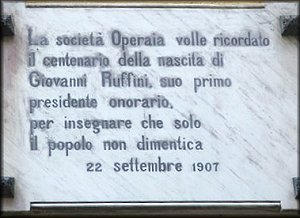 La società Operaia volle ricordato
il centenario della nascita di
Giovanni Ruffini, suo primo
presidente onorario,
per insegnare che solo
il popolo non dimentica
22 settembre 1907